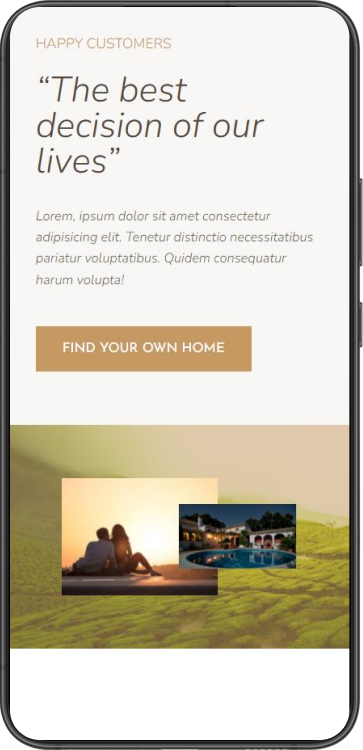 HAPPY CUSTOMERS
“The best
decision of our
lives”
Lorem, ipsum dolor sit amet consectetur
adipisicing elit. Tenetur distinctio necessitatibus
pariatur voluptatibus. Quidem consequatur
harum volupta!
FIND YOUR OWN HOME